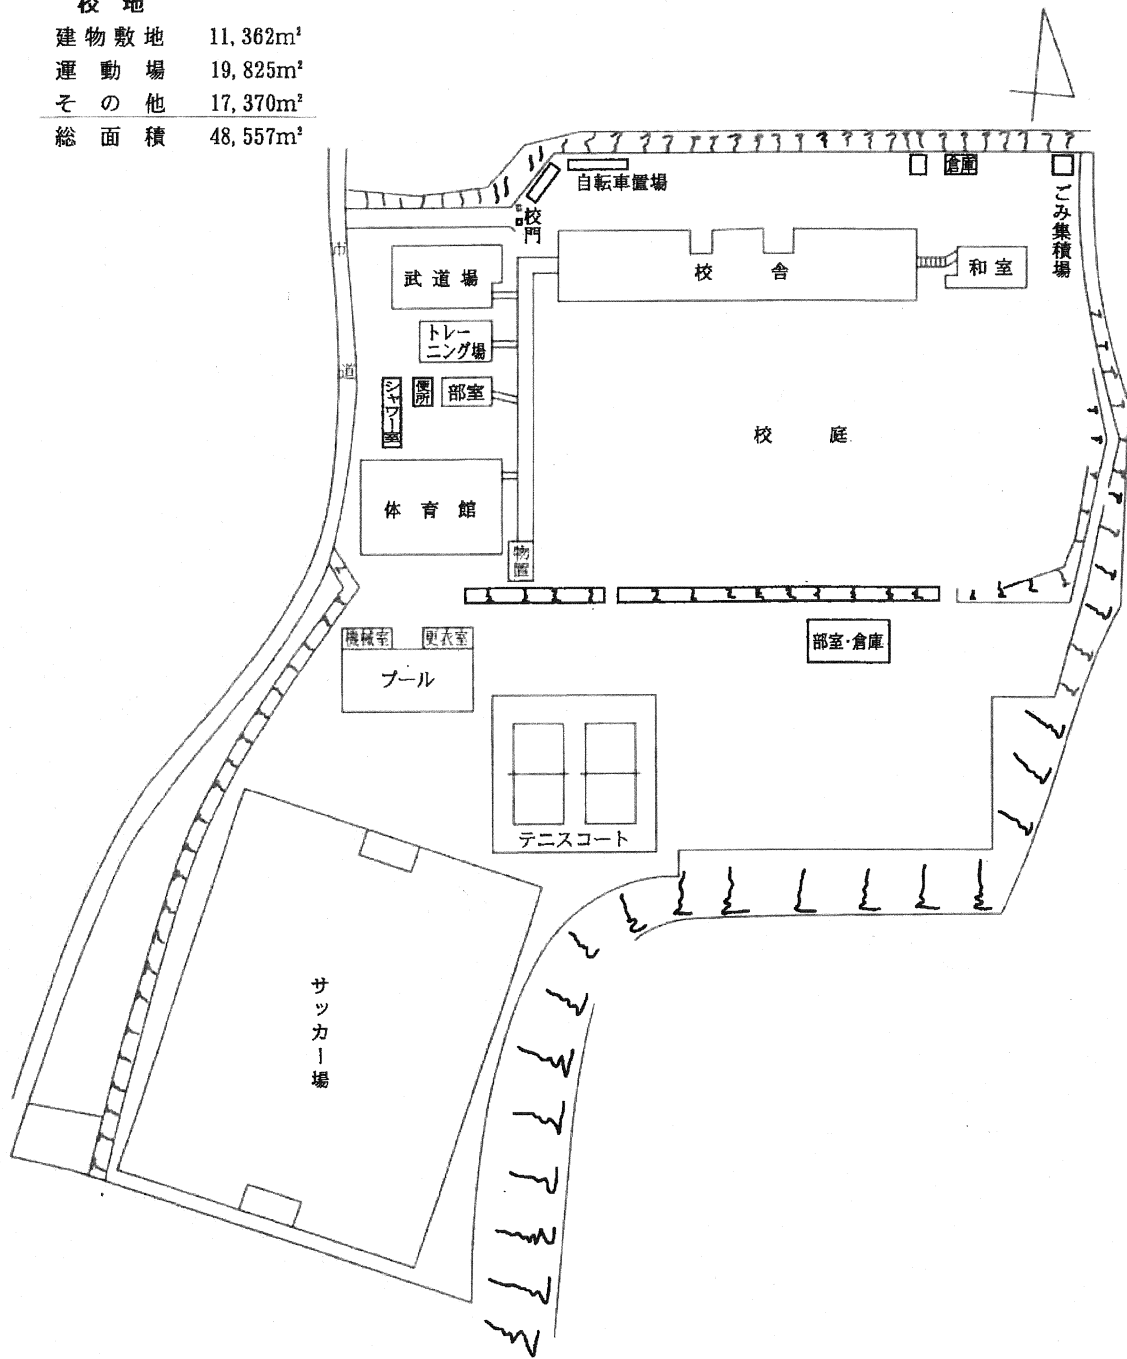 校地
建物敷地 11,362m²
運動場 19,825m²
その他 17,370m²
総面積 48,557m²
自転車置場
倉庫
ごみ集積場
校門
市道
武道場
校舎
和室
トレー
ニング場
シャワー室
便所
部室
校庭
体育館
物置
機械室
更衣室
プール
部室・倉庫
テニスコート
サッカー場